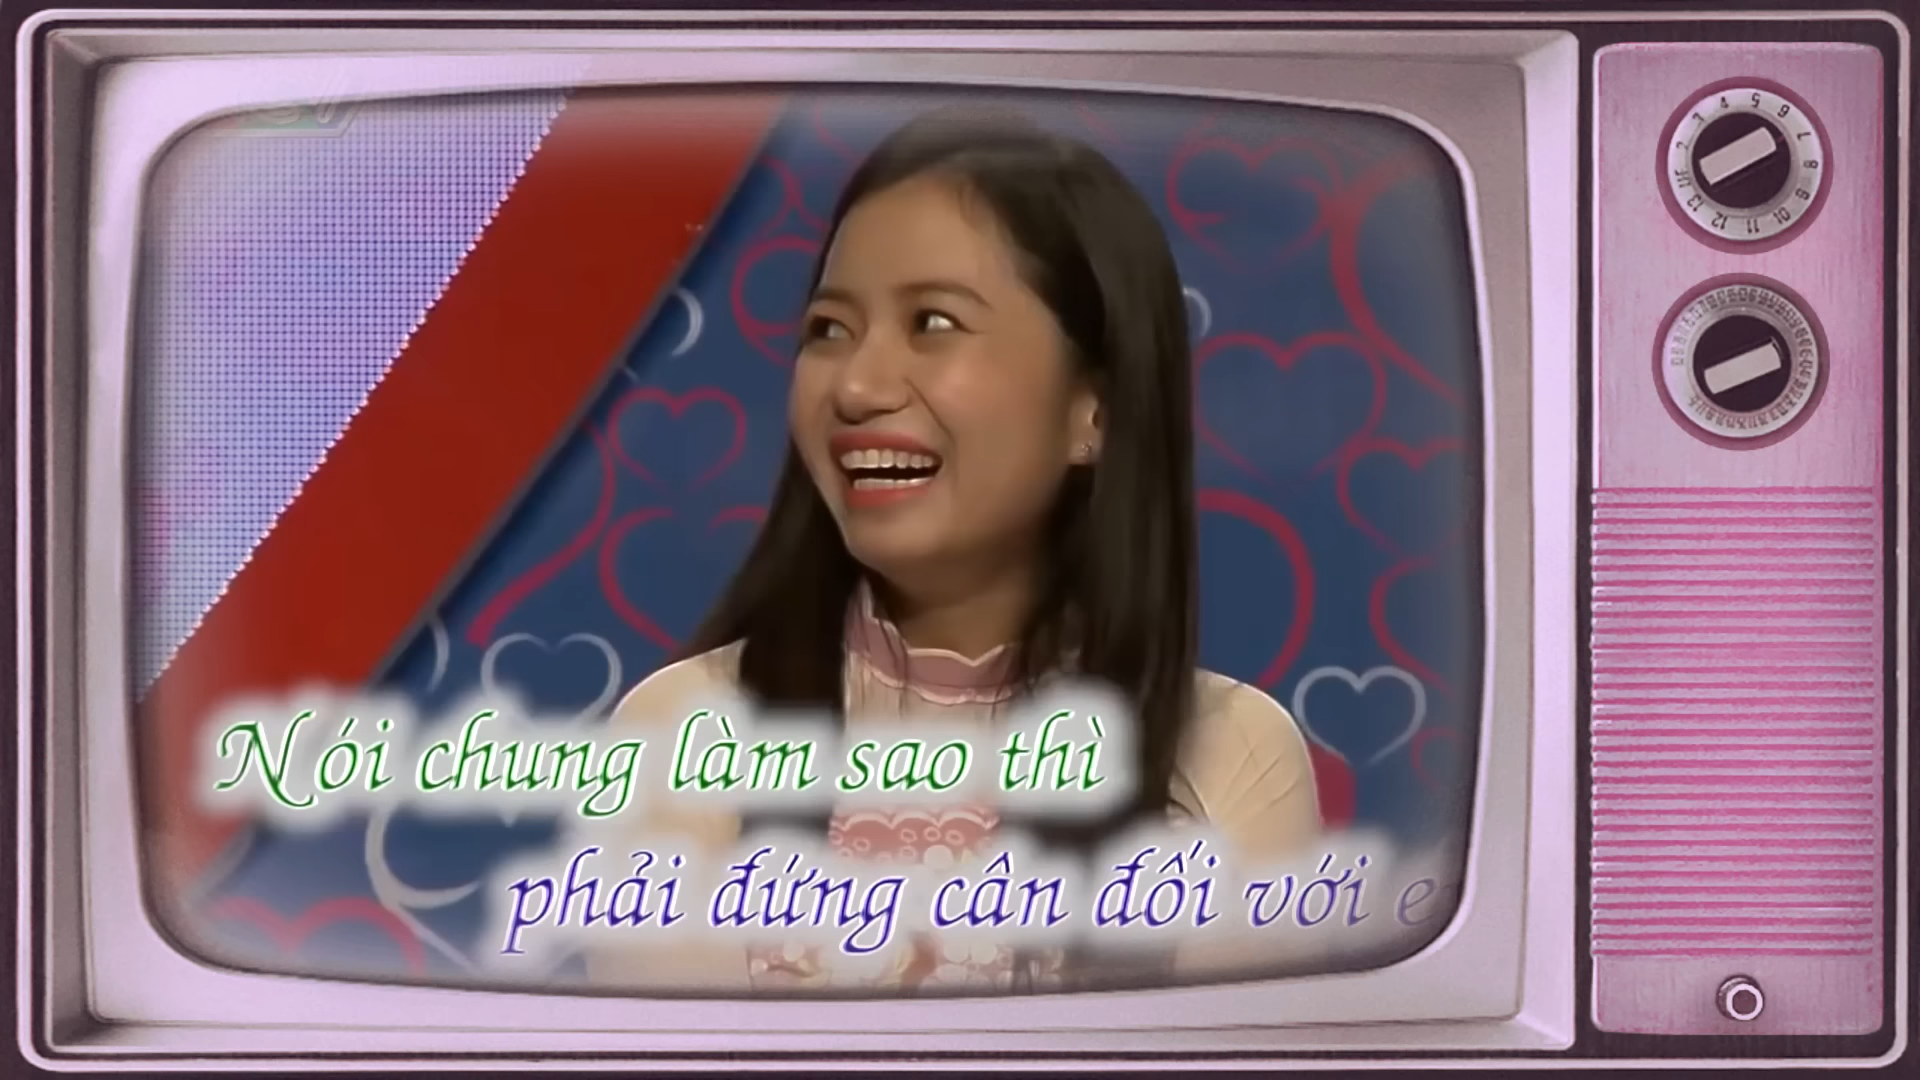 Nói chung làm sao thì
phải đứng cân đối với